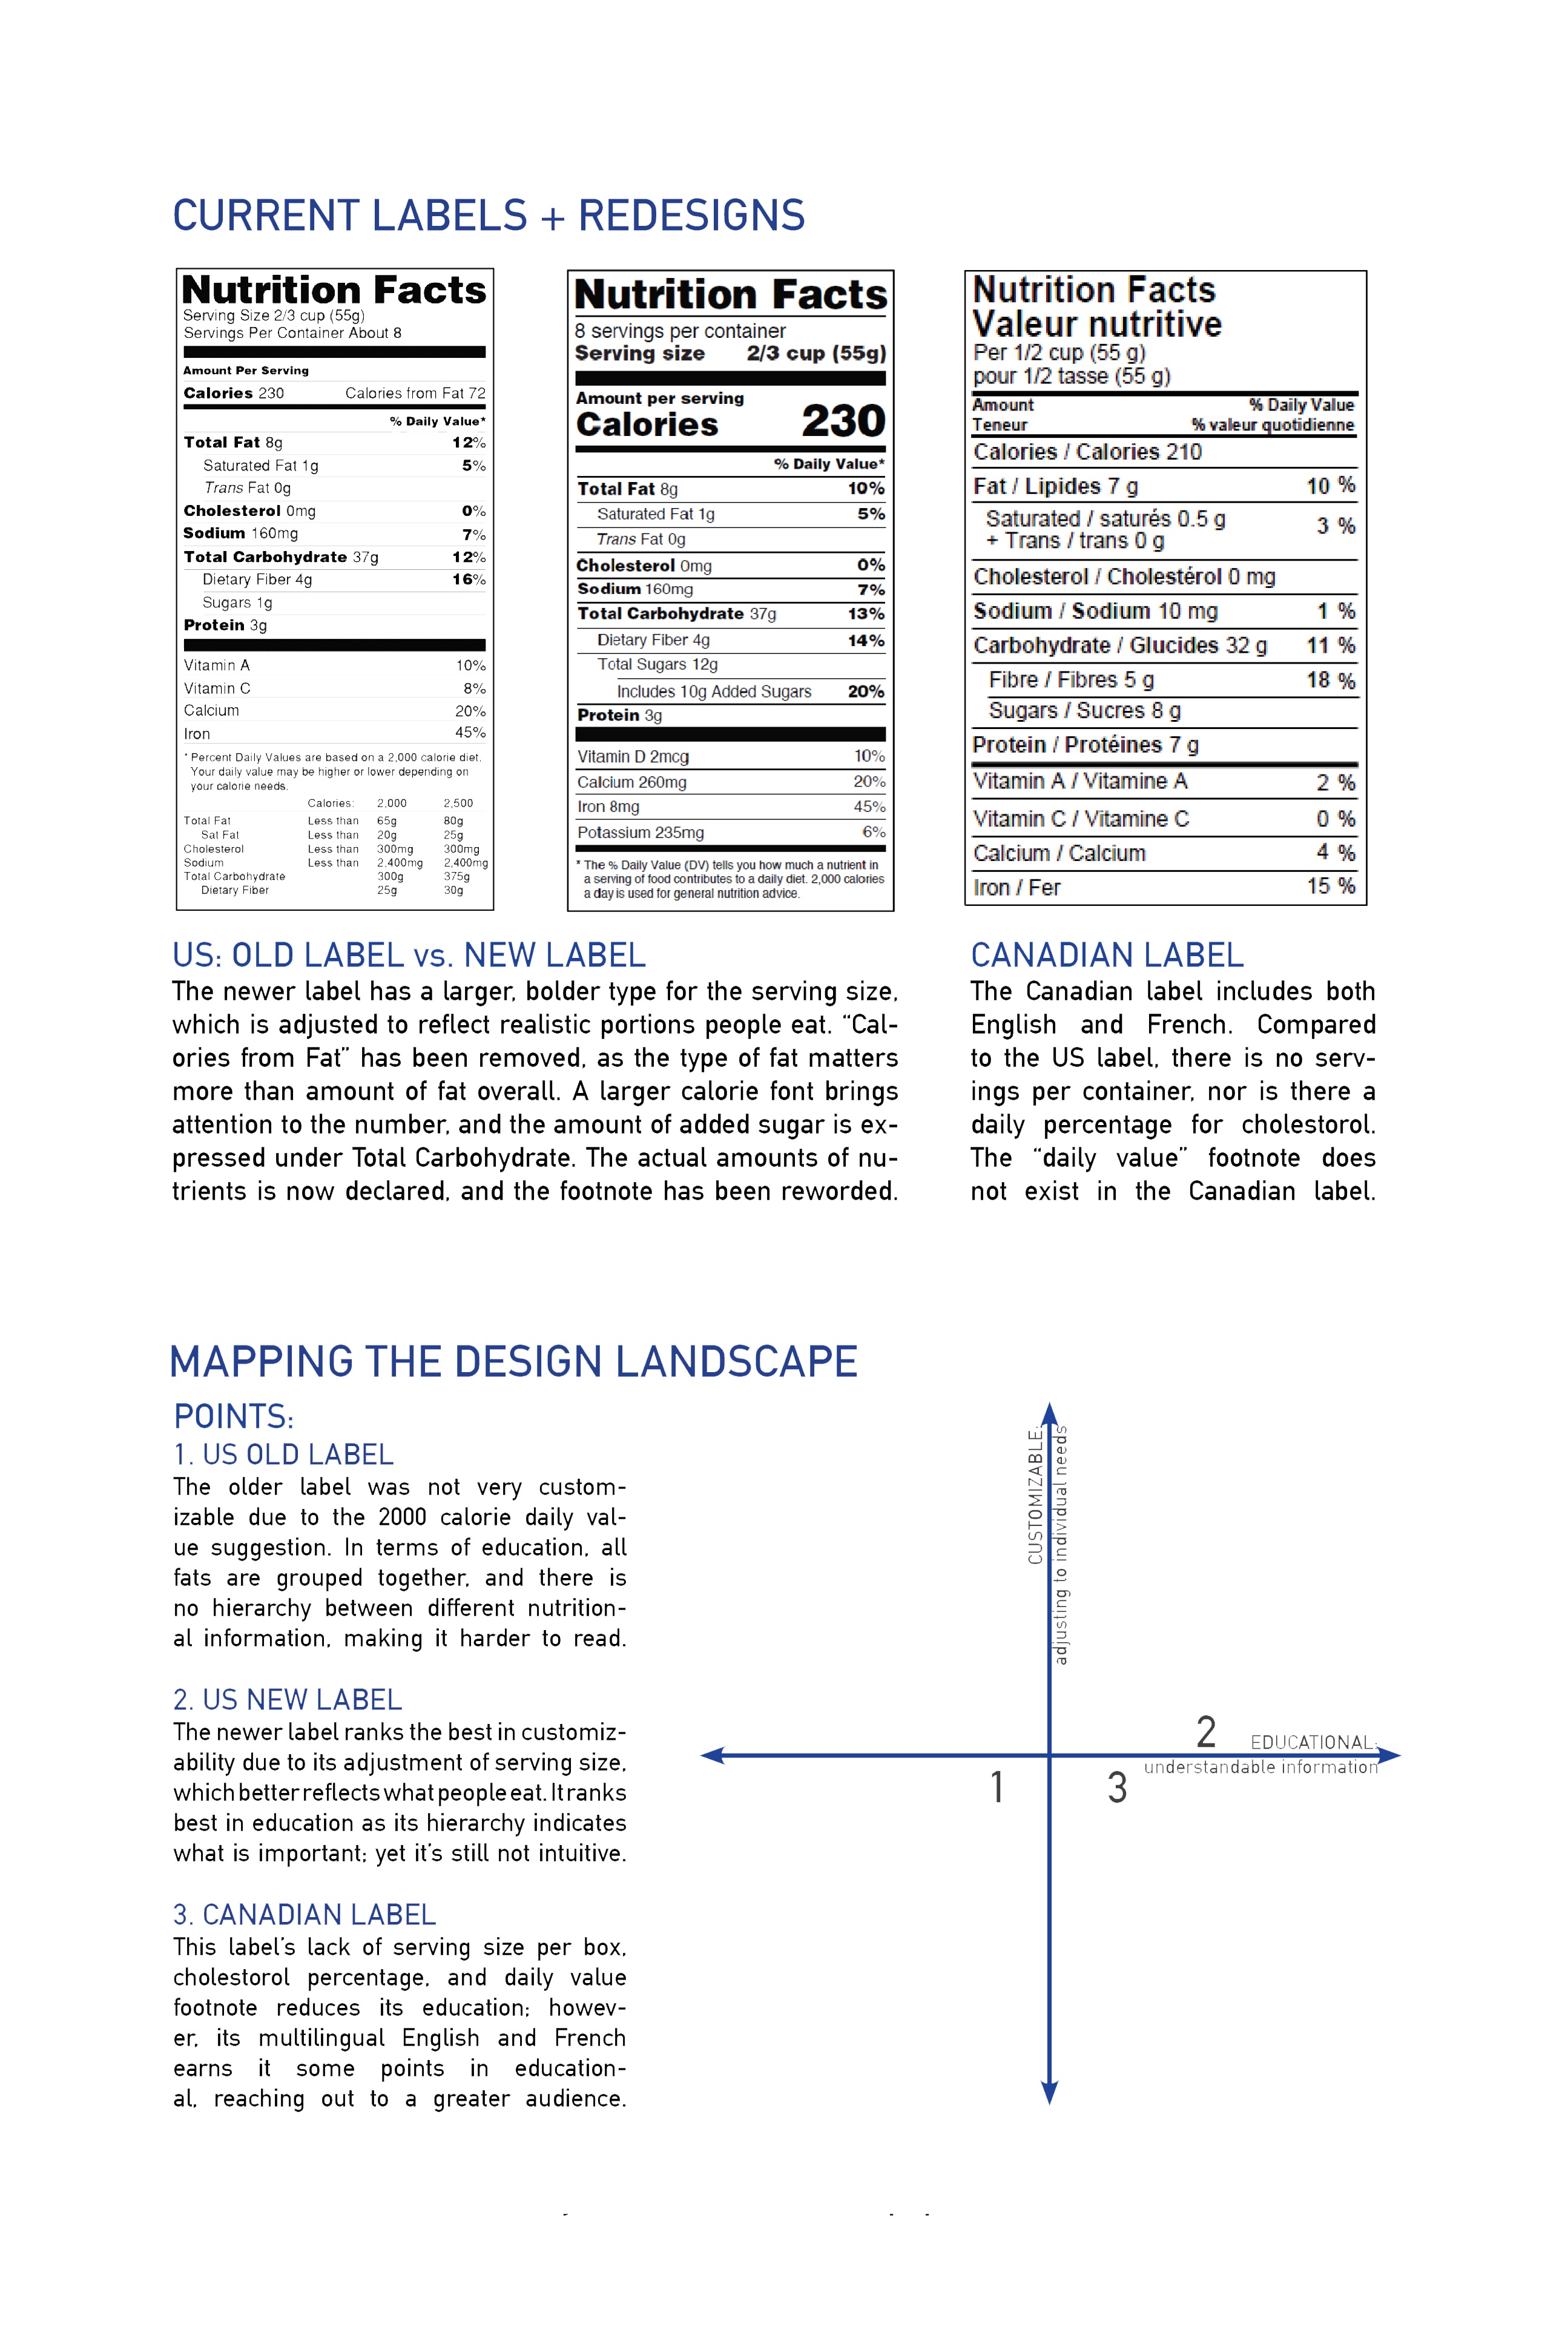 CURRENT LABELS + REDESIGNS
Nutrition Facts
Serving Size 2/3 cup (55g)
Servings Per Container About 8
Amount Per Serving
Calories 230 Calories from Fat 72
% Daily Value*
Total Fat 8g 12%
Saturated Fat 1g 5%
Trans Fat 0g
Cholesterol 0mg 0%
Sodium 160mg 7%
Total Carbohydrate 37g 12%
Dietary Fiber 4g 16%
Sugars 1g
Protein 3g
Vitamin A 10%
Vitamin C 8%
Calcium 20%
Iron 45%
* Percent Daily Values are based on a 2,000 calorie diet.
Your daily value may be higher or lower depending on
your calorie needs.
Calories: 2,000 2,500
Total Fat Less than 65g 80g
Sat Fat Less than 20g 25g
Cholesterol Less than 300mg 300mg
Sodium Less than 2,400mg 2,400mg
Total Carbohydrate 300g 375g
Dietary Fiber 25g 30g
Nutrition Facts
8 servings per container
Serving size 2/3 cup (55g)
Amount per serving
Calories 230
% Daily Value*
Total Fat 8g 10%
Saturated Fat 1g 5%
Trans Fat 0g
Cholesterol 0mg 0%
Sodium 160mg 7%
Total Carbohydrate 37g 13%
Dietary Fiber 4g 14%
Total Sugars 12g
Includes 10g Added Sugars 20%
Protein 3g
Vitamin D 2mcg 10%
Calcium 260mg 20%
Iron 8mg 45%
Potassium 235mg 6%
* The % Daily Value (DV) tells you how much a nutrient in
a serving of food contributes to a daily diet. 2,000 calories
a day is used for general nutrition advice.
Nutrition Facts
Valeur nutritive
Per 1/2 cup (55 g)
pour 1/2 tasse (55 g)
Amount % Daily Value
Teneur % valeur quotidienne
Calories / Calories 210
Fat / Lipides 7 g 10 %
Saturated / saturés 0.5 g 3 %
+ Trans / trans 0 g
Cholesterol / Cholestérol 0 mg
Sodium / Sodium 10 mg 1 %
Carbohydrate / Glucides 32 g 11 %
Fibre / Fibres 5 g 18 %
Sugars / Sucres 8 g
Protein / Protéines 7 g
Vitamin A / Vitamine A 2 %
Vitamin C / Vitamine C 0 %
Calcium / Calcium 4 %
Iron / Fer 15 %
US: OLD LABEL vs. NEW LABEL
The newer label has a larger, bolder type for the serving size,
which is adjusted to reflect realistic portions people eat. “Cal-
ories from Fat” has been removed, as the type of fat matters
more than amount of fat overall. A larger calorie font brings
attention to the number, and the amount of added sugar is ex-
pressed under Total Carbohydrate. The actual amounts of nu-
trients is now declared, and the footnote has been reworded.
CANADIAN LABEL
The Canadian label includes both
English and French. Compared
to the US label, there is no serv-
ings per container, nor is there a
daily percentage for cholestorol.
The “daily value” footnote does
not exist in the Canadian label.
MAPPING THE DESIGN LANDSCAPE
POINTS:
1. US OLD LABEL
The older label was not very custom-
izable due to the 2000 calorie daily val-
ue suggestion. In terms of education, all
fats are grouped together, and there is
no hierarchy between different nutrition-
al information, making it harder to read.
2. US NEW LABEL
The newer label ranks the best in customiz-
ability due to its adjustment of serving size,
which better reflects what people eat. It ranks
best in education as its hierarchy indicates
what is important; yet it’s still not intuitive.
3. CANADIAN LABEL
This label’s lack of serving size per box,
cholestorol percentage, and daily value
footnote reduces its education; howev-
er, its multilingual English and French
earns it some points in education-
al, reaching out to a greater audience.
CUSTOMIZABLE:
adjusting to individual needs
2
EDUCATIONAL:
understandable information
1
3